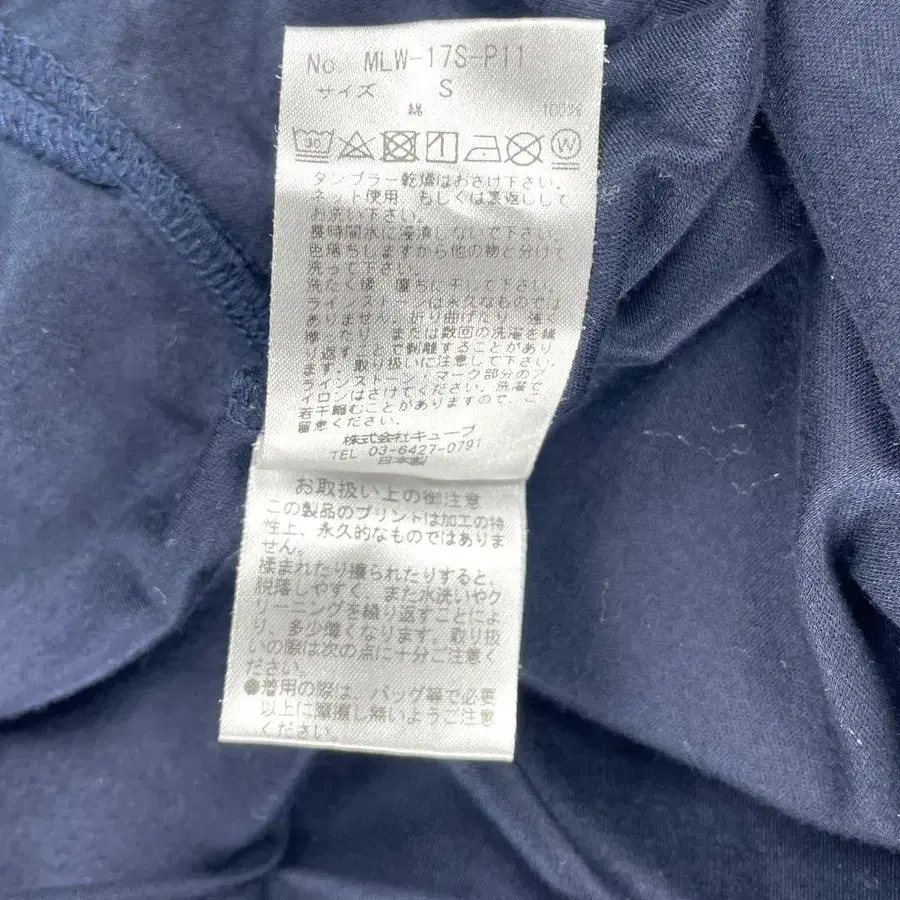 No. MLW-17S-P11
サイズ S
綿 100%
30 W
タンブラー乾燥はおさけ下さい。
ネット使用 もしくは裏返しして
お洗い下さい。
長時間水に浸漬しないで下さい。
色落ちしますから他の物と分けて
洗って下さい。
洗たく後 直ちに干して下さい。
ラインストーンは永久なものでは
ありません。折り曲げたり 強く
擦ったり または数回の洗濯を繰
り返すことで剥離することがあり
ます。取り扱いに注意して下さい。
ラインストーン マーク部分のア
イロンはさけてください。洗濯で
若干縮むことがありますので、ご
留意ください。
株式会社キューブ
TEL 03-6427-0791
日本製
お取扱い上の御注意
この製品のプリントは加工の特
性上、永久的なものではありま
せん。
揉まれたり擦られたりすると、
脱落しやすく、また水洗いやク
リーニングを繰り返すことによ
り、多少薄くなります。取り扱
いの際は次の点に十分ご注意く
ださい。
●着用の際は、バッグ等で必要
以上に摩擦し無いようご注意
ください。